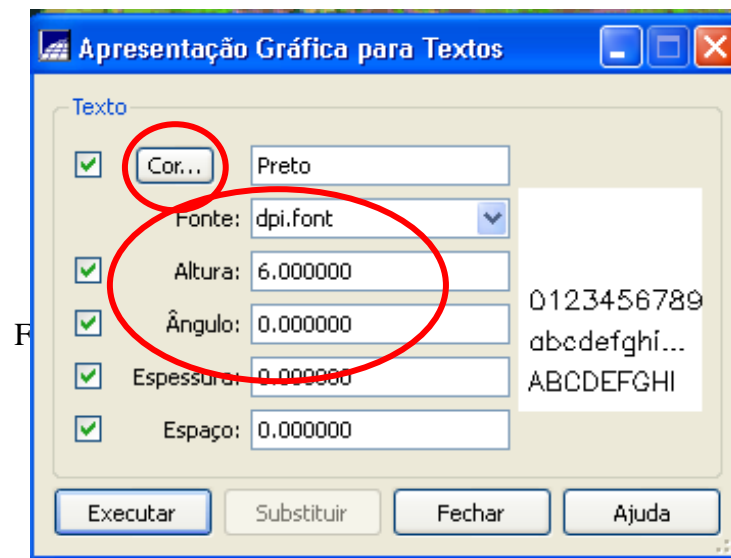 Apresentação Gráfica para Textos
Texto
Cor... Preto
Fonte: dpi.font
Altura: 6.000000
Ângulo: 0.000000
Espessura: 0.000000
Espaço: 0.000000
0123456789
abcdefghi...
ABCDEFGHI
F
Executar Substituir Fechar Ajuda